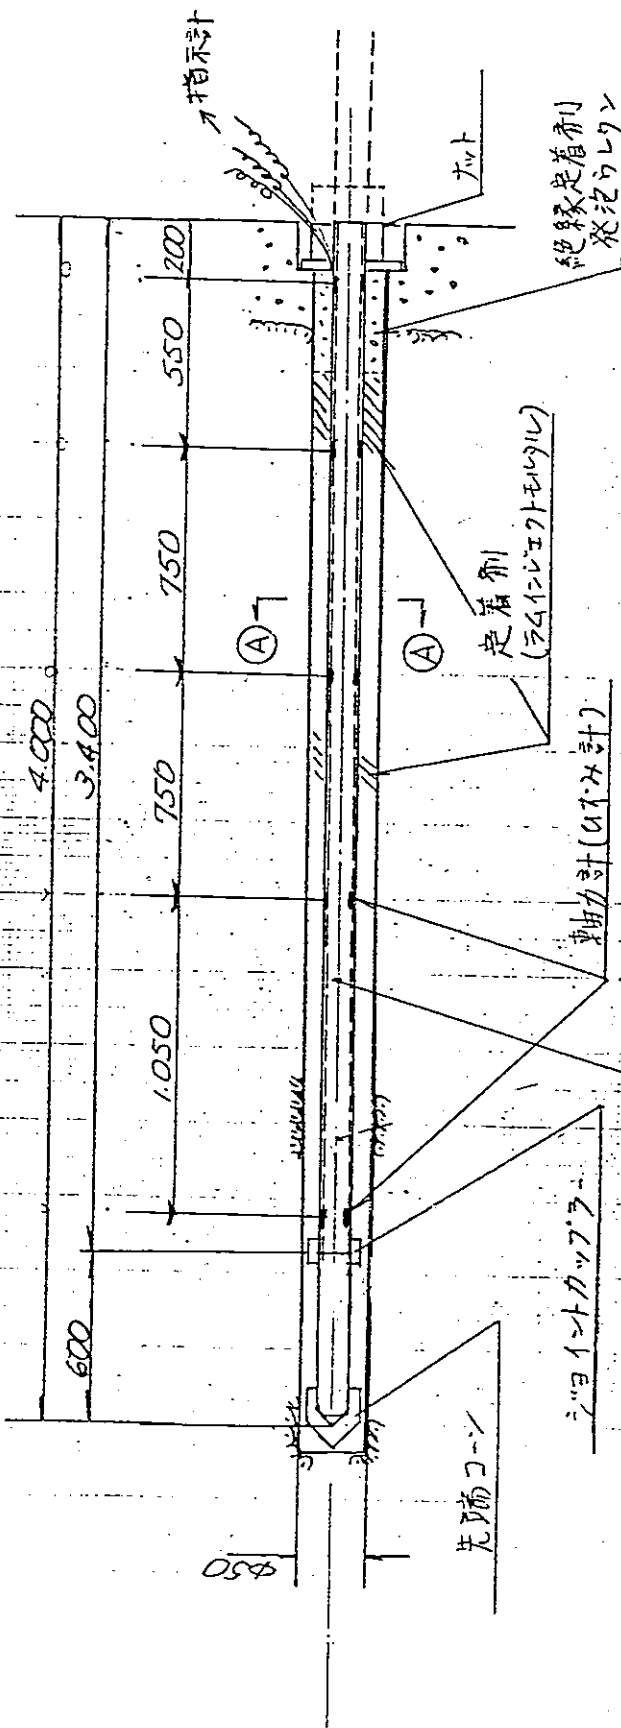 →指示計
ナット
絶縁定着剤
発泡ウレタン
4.000
3.400
600
200
550
750
750
1.050
Ⓐ
Ⓐ
定着剤
(ラムインジェクトモルタル)
軸力計(ひずみ計)
ジョイントカップラー
先端コーン
φ50